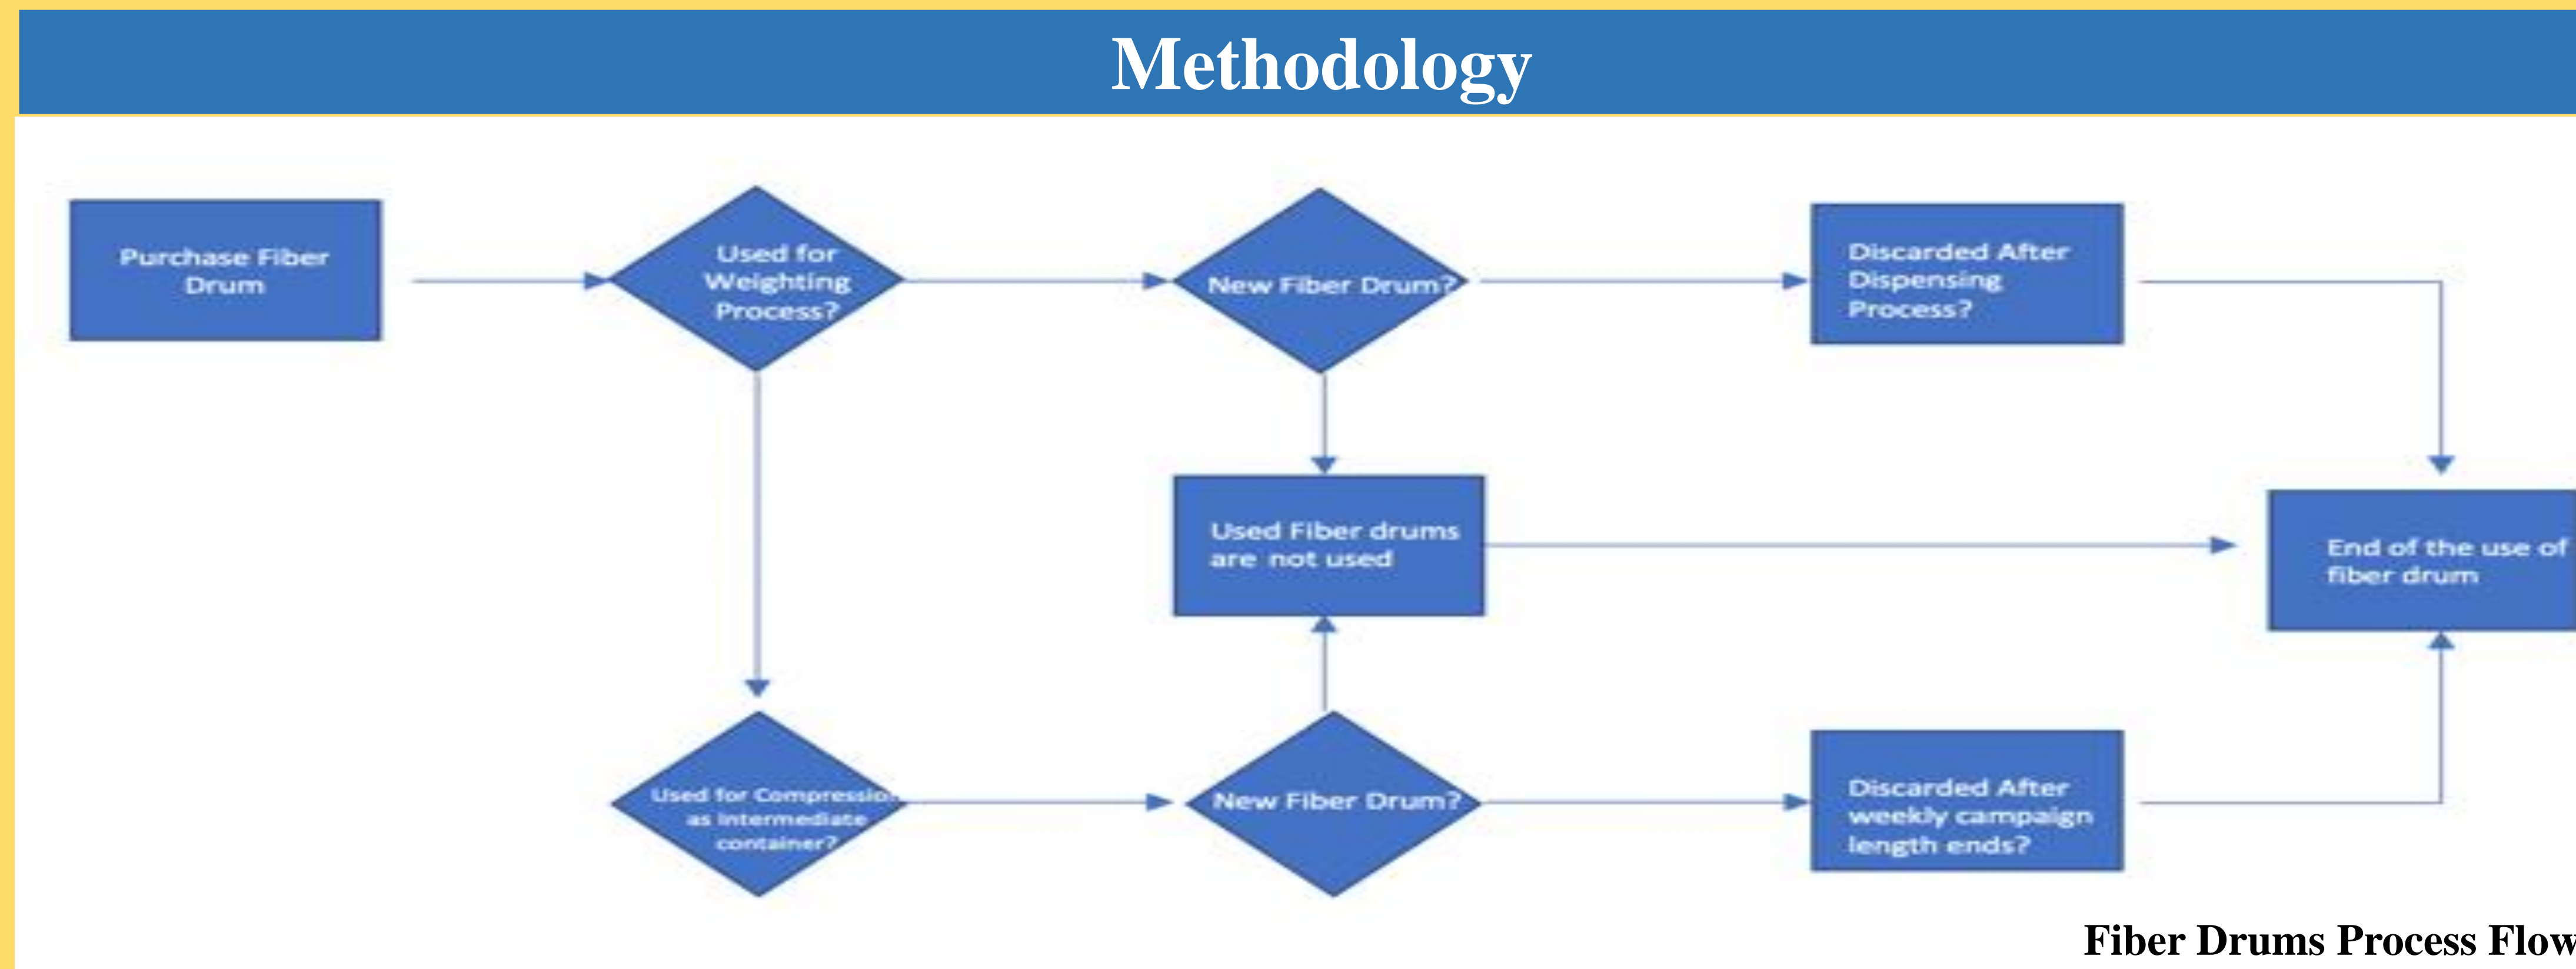 Methodology
Purchase Fiber
Drum
Used for
Weighting
Process?
New Fiber Drum?
Discarded After
Dispensing
Process?
Used Fiber drums
are not used
End of the use of
fiber drum
Used for Compression
as Intermediate
container?
New Fiber Drum?
Discarded After
weekly campaign
length ends?
Fiber Drums Process Flow